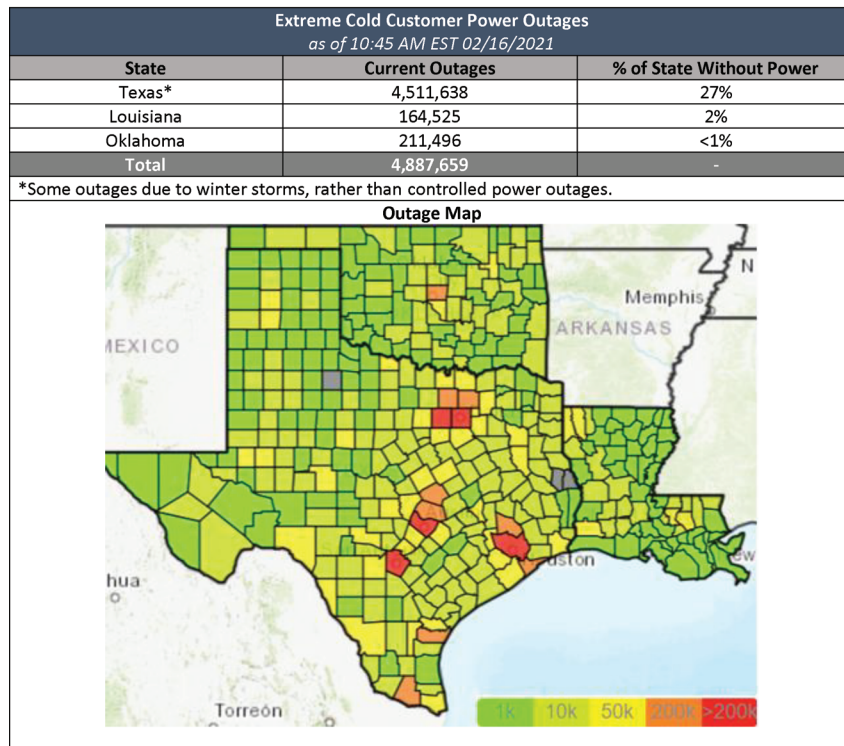 Extreme Cold Customer Power Outages
as of 10:45 AM EST 02/16/2021
State Current Outages % of State Without Power
Texas* 4,511,638 27%
Louisiana 164,525 2%
Oklahoma 211,496 <1%
Total 4,887,659 -
*Some outages due to winter storms, rather than controlled power outages.
Outage Map
N
Memphis
ARKANSAS
MEXICO
uston
ew
hua
Torreón
1k 10k 50k 200k >200k